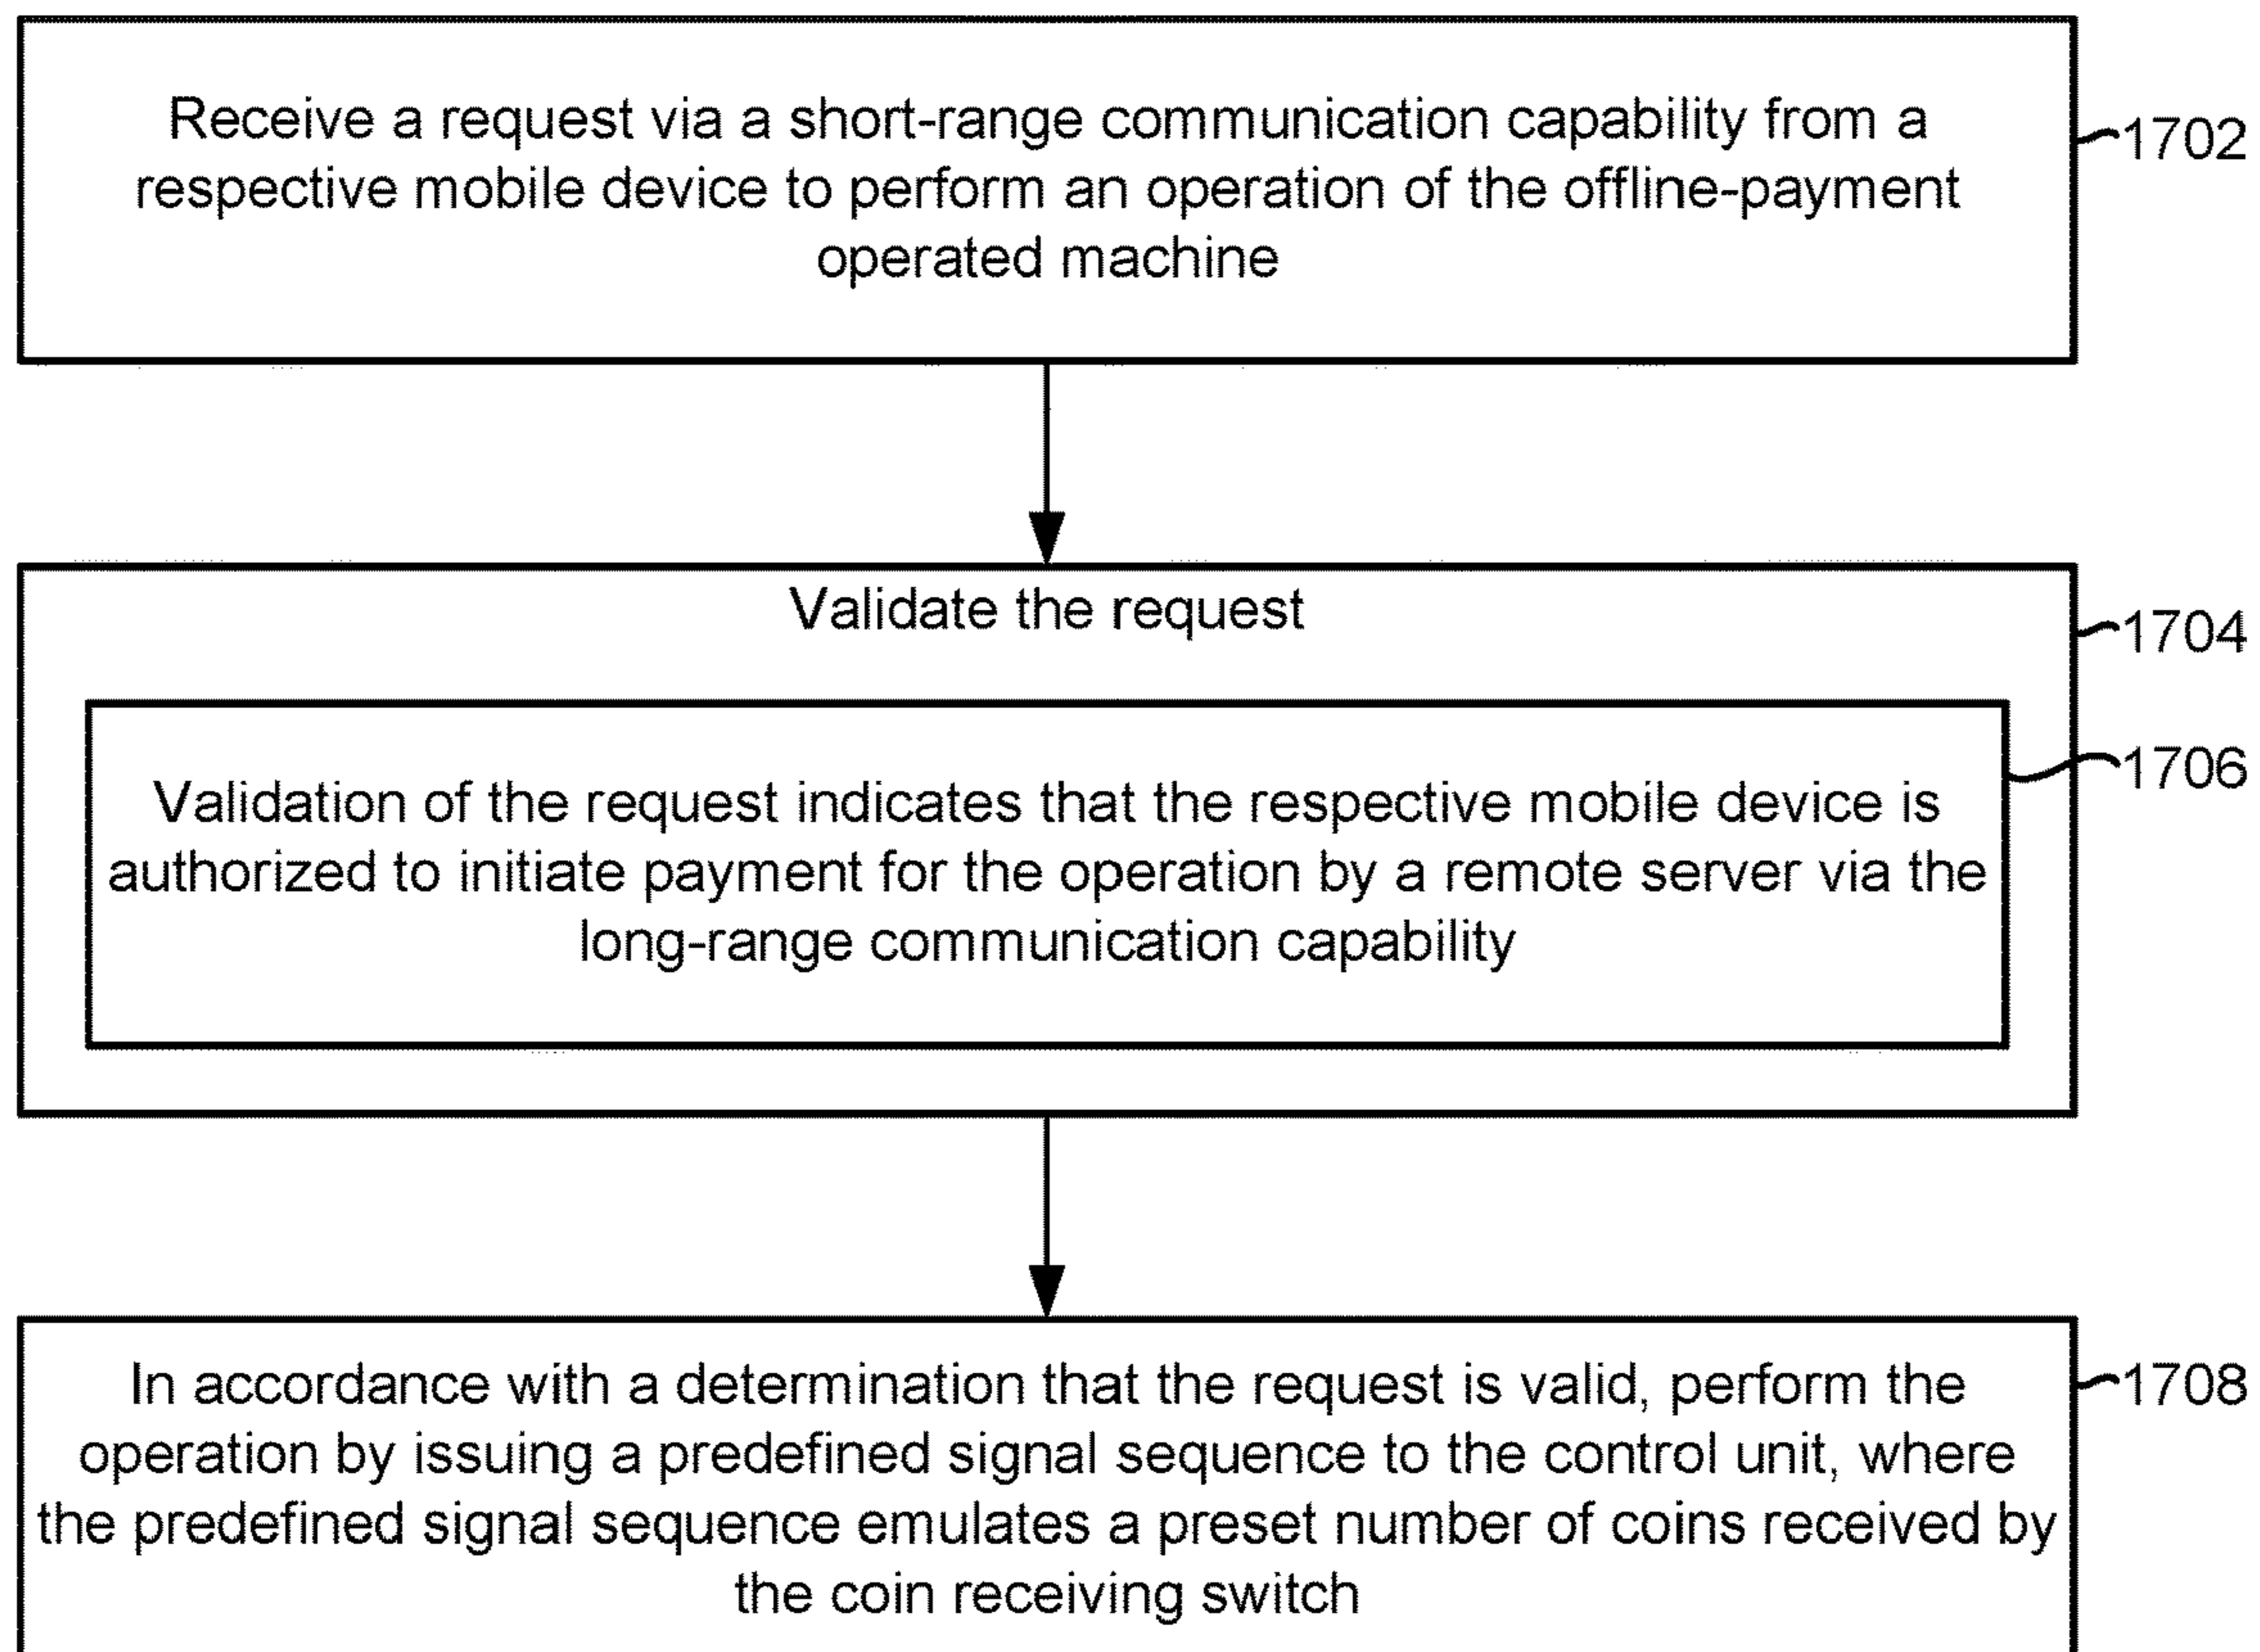 Receive a request via a short-range communication capability from a
respective mobile device to perform an operation of the offline-payment
operated machine
1702
Validate the request
1704
Validation of the request indicates that the respective mobile device is
authorized to initiate payment for the operation by a remote server via the
long-range communication capability
1706
In accordance with a determination that the request is valid, perform the
operation by issuing a predefined signal sequence to the control unit, where
the predefined signal sequence emulates a preset number of coins received by
the coin receiving switch
1708